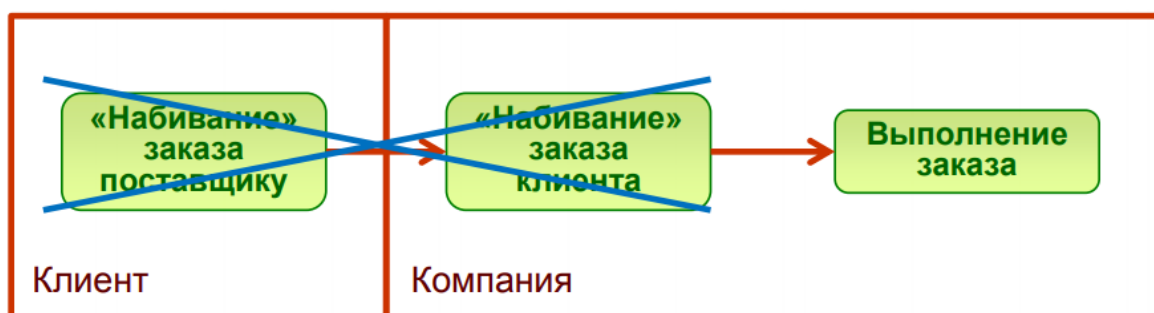 «Набивание»
заказа
поставщику
«Набивание»
заказа
клиента
Выполнение
заказа
Клиент
Компания